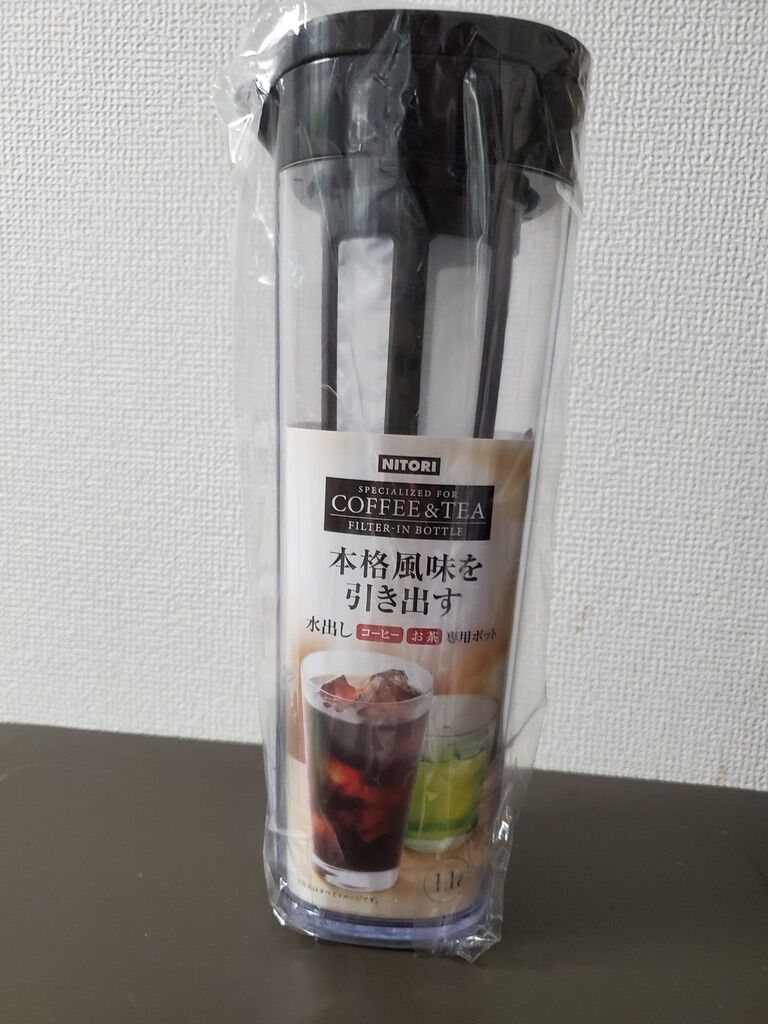 NITORI
SPECIALIZED FOR
COFFEE & TEA
FILTER-IN BOTTLE
本格風味を
引き出す
水出し コーヒー お茶 専用ポット
1.1ℓ